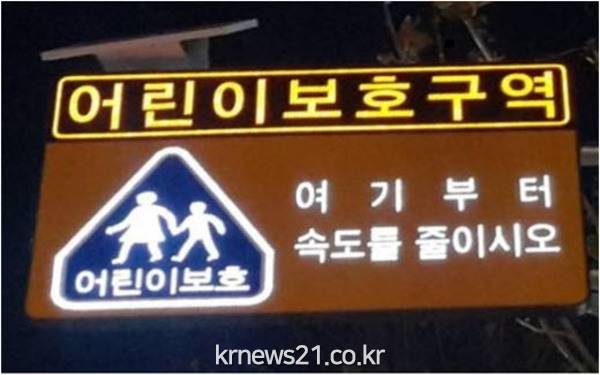 어린이보호구역
여기부터
속도를 줄이시오
어린이보호
krnews21.co.kr